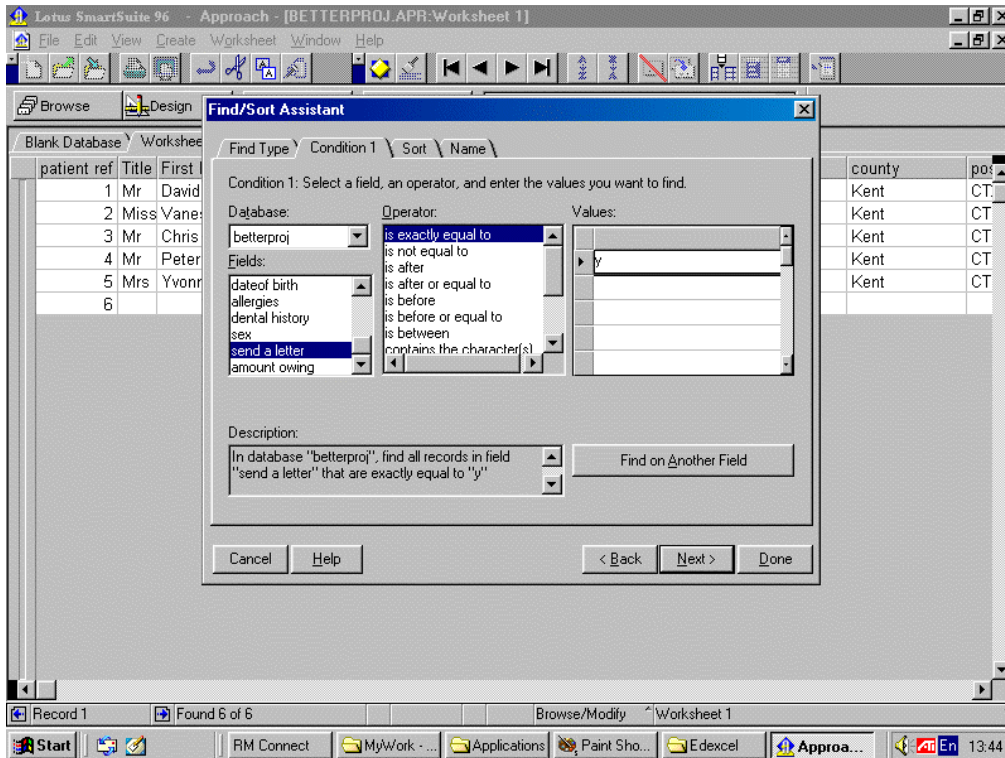 Lotus SmartSuite 96 - Approach - [BETTERPROJ.APR:Worksheet 1]
File Edit View Create Worksheet Window Help
Browse Design
Blank Database
patient ref Title First county
1 Mr David Kent
2 Miss Kent CT
3 Mr Chris Kent CT
4 Mr Peter Kent CT
5 Mrs Kent CT
6
Find/Sort Assistant
Find Type Condition 1 Sort Name
Condition 1: Select a field, an operator, and enter the values you want to find.
Database: Operator: Values:
betterproj
Fields:
dateof birth
allergies
dental history
sex
send a letter
amount owing
is exactly equal to
is not equal to
is after
is after or equal to
is before
is before or equal to
is between
contains the character(s)
y
Description:
In database "betterproj", find all records in field
"send a letter" that are exactly equal to "y"
Find on Another Field
Cancel Help < Back Next > Done
Record 1 Found 6 of 6 Browse/Modify Worksheet 1
Start RM Connect MyWork - ... Applications Paint Sho... Edexcel Approa... ATI En 13:44